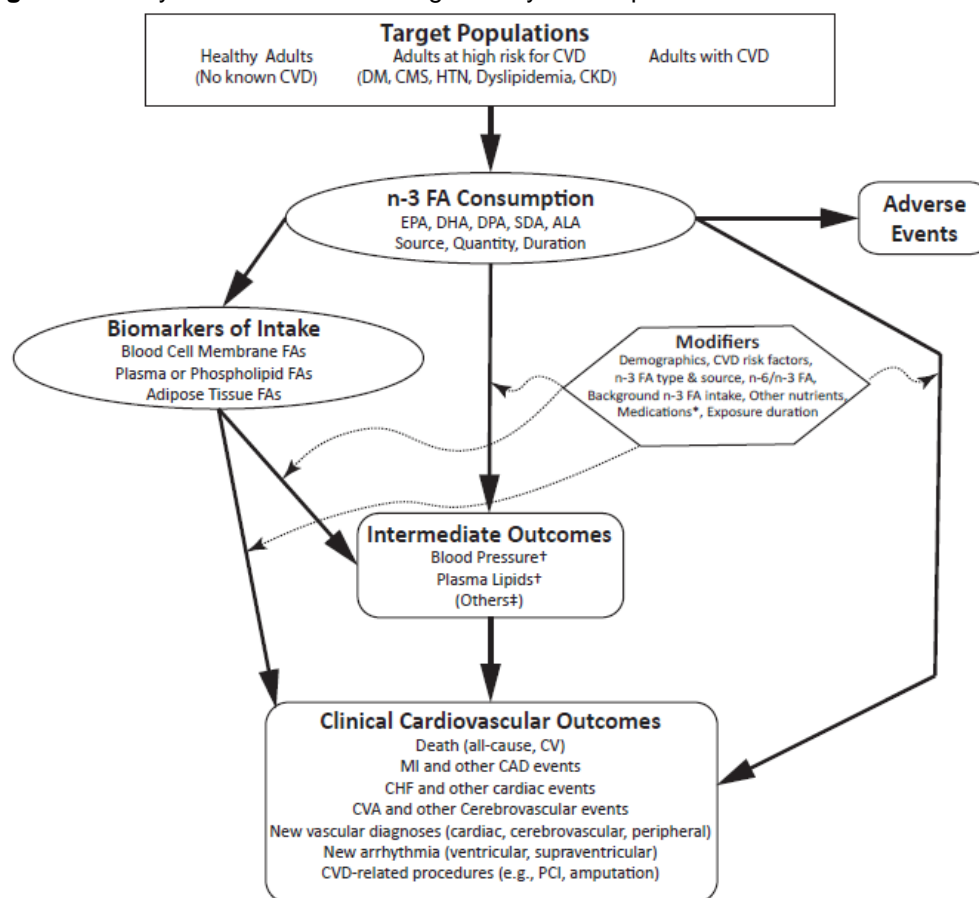 Target Populations
Healthy Adults
(No known CVD)
Adults at high risk for CVD
(DM, CMS, HTN, Dyslipidemia, CKD)
Adults with CVD
n-3 FA Consumption
EPA, DHA, DPA, SDA, ALA
Source, Quantity, Duration
Adverse
Events
Biomarkers of Intake
Blood Cell Membrane FAs
Plasma or Phospholipid FAs
Adipose Tissue FAs
Modifiers
Demographics, CVD risk factors,
n-3 FA type & source, n-6/n-3 FA,
Background n-3 FA intake, Other nutrients,
Medications*, Exposure duration
Intermediate Outcomes
Blood Pressure†
Plasma Lipids†
(Others‡)
Clinical Cardiovascular Outcomes
Death (all-cause, CV)
MI and other CAD events
CHF and other cardiac events
CVA and other Cerebrovascular events
New vascular diagnoses (cardiac, cerebrovascular, peripheral)
New arrhythmia (ventricular, supraventricular)
CVD-related procedures (e.g., PCI, amputation)